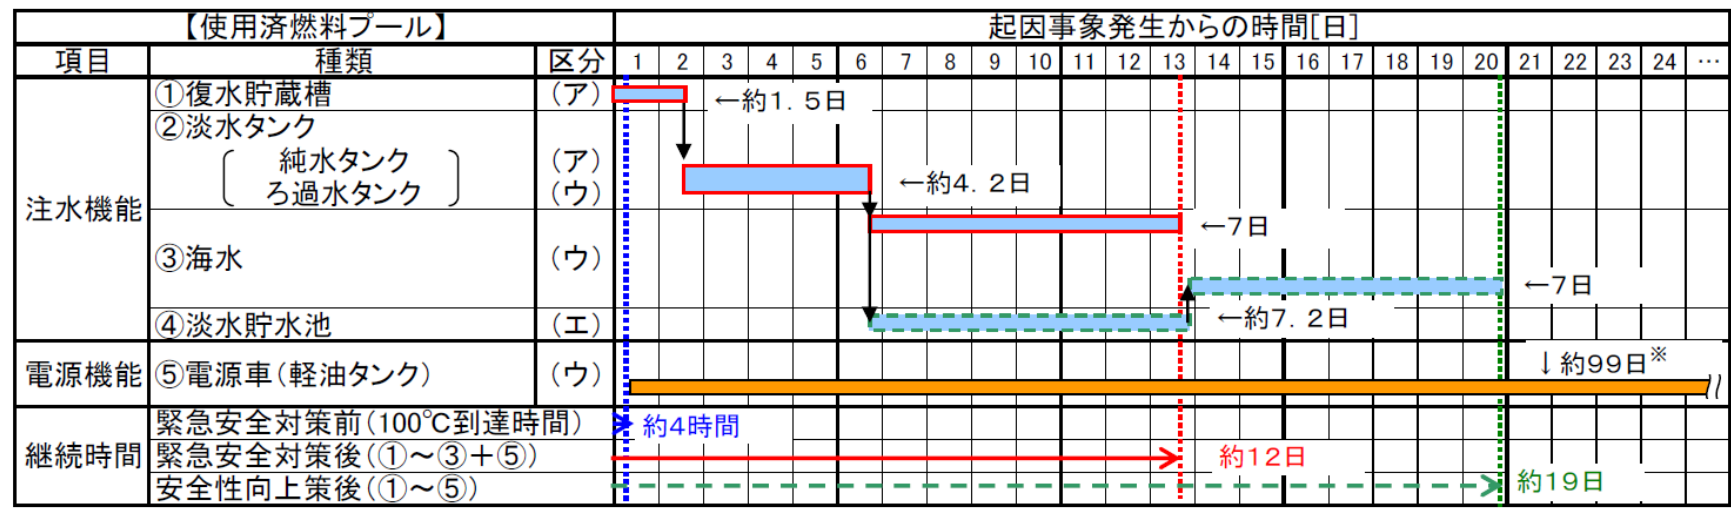 【使用済燃料プール】 起因事象発生からの時間[日]
項目 種類 区分 1 2 3 4 5 6 7 8 9 10 11 12 13 14 15 16 17 18 19 20 21 22 23 24 …
注水機能
①復水貯蔵槽 (ア) ←約1.5日
②淡水タンク
純水タンク (ア)
ろ過水タンク (ウ) ←約4.2日
③海水 (ウ) ←7日
←7日
④淡水貯水池 (エ) ←約7.2日
電源機能 ⑤電源車(軽油タンク) (ウ) ↓約99日※
継続時間
緊急安全対策前(100℃到達時間) 約4時間
緊急安全対策後(①~③+⑤) 約12日
安全性向上策後(①~⑤) 約19日